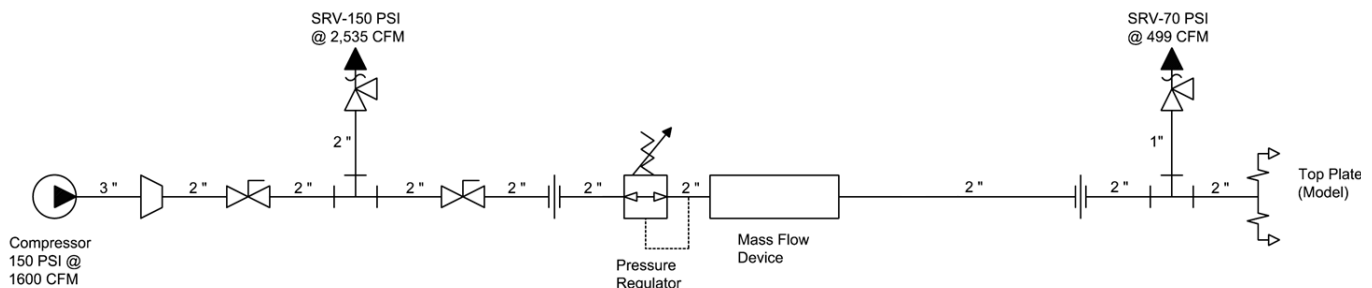 SRV-150 PSI
@ 2,535 CFM
SRV-70 PSI
@ 499 CFM
2 "
1"
3 "
2 "
2 "
2 "
2 "
2 "
2 "
2 "
2 "
2 "
Top Plate
(Model)
Compressor
150 PSI @
1600 CFM
Pressure
Regulator
Mass Flow
Device